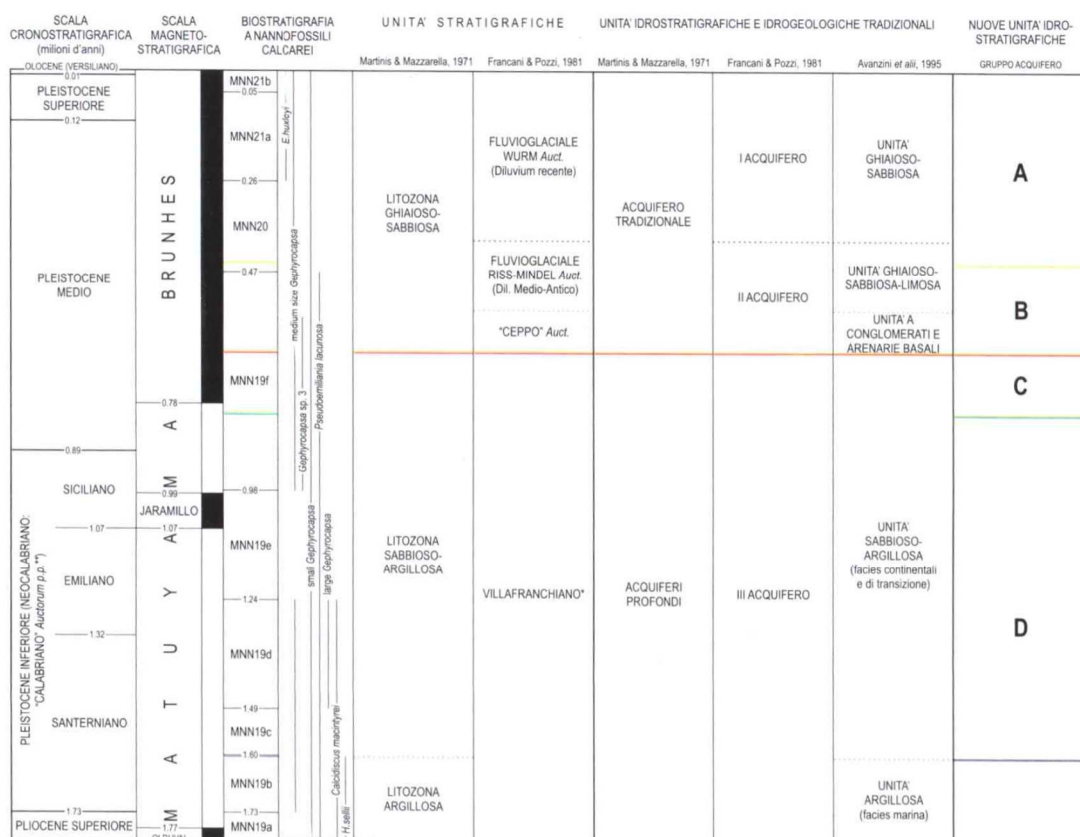 SCALA
CRONOSTRATIGRAFICA
(milioni d'anni)
SCALA
MAGNETO-
STRATIGRAFICA
BIOSTRATIGRAFIA
A NANNOFOSSILI
CALCAREI
UNITA' STRATIGRAFICHE
Martinis & Mazzarella, 1971
Francani & Pozzi, 1981
UNITA' IDROSTRATIGRAFICHE E IDROGEOLOGICHE TRADIZIONALI
Martinis & Mazzarella, 1971
Francani & Pozzi, 1981
Avanzini et alii, 1995
NUOVE UNITA' IDRO-
STRATIGRAFICHE
GRUPPO ACQUIFERO
OLOCENE (VERSILIANO)
0.01
PLEISTOCENE
SUPERIORE
0.12
PLEISTOCENE
MEDIO
0.89
PLEISTOCENE INFERIORE (NEOCALABRIANO:
"CALABRIANO" Auctorum p.p.**)
SICILIANO
1.07
EMILIANO
1.32
SANTERNIANO
1.73
PLIOCENE SUPERIORE
BRUNHES
0.78
MATUYAMA
0.99
JARAMILLO
1.07
1.77
MNN21b
0.05
MNN21a
0.26
MNN20
0.47
MNN19f
0.98
MNN19e
1.24
MNN19d
1.49
MNN19c
1.60
MNN19b
1.73
MNN19a
E.huxleyi
medium size Gephyrocapsa
Gephyrocapsa sp. 3
small Gephyrocapsa
Pseudoemiliania lacunosa
large Gephyrocapsa
Calcidiscus macintyrei
H.sellii
LITOZONA
GHIAIOSO-
SABBIOSA
LITOZONA
SABBIOSO-
ARGILLOSA
LITOZONA
ARGILLOSA
FLUVIOGLACIALE
WURM Auct.
(Diluvium recente)
FLUVIOGLACIALE
RISS-MINDEL Auct.
(Dil. Medio-Antico)
"CEPPO" Auct.
VILLAFRANCHIANO*
ACQUIFERO
TRADIZIONALE
ACQUIFERI
PROFONDI
I ACQUIFERO
II ACQUIFERO
III ACQUIFERO
UNITA'
GHIAIOSO-
SABBIOSA
UNITA' GHIAIOSO-
SABBIOSA-LIMOSA
UNITA' A
CONGLOMERATI E
ARENARIE BASALI
UNITA'
SABBIOSO-
ARGILLOSA
(facies continentali
e di transizione)
UNITA'
ARGILLOSA
(facies marina)
A
B
C
D